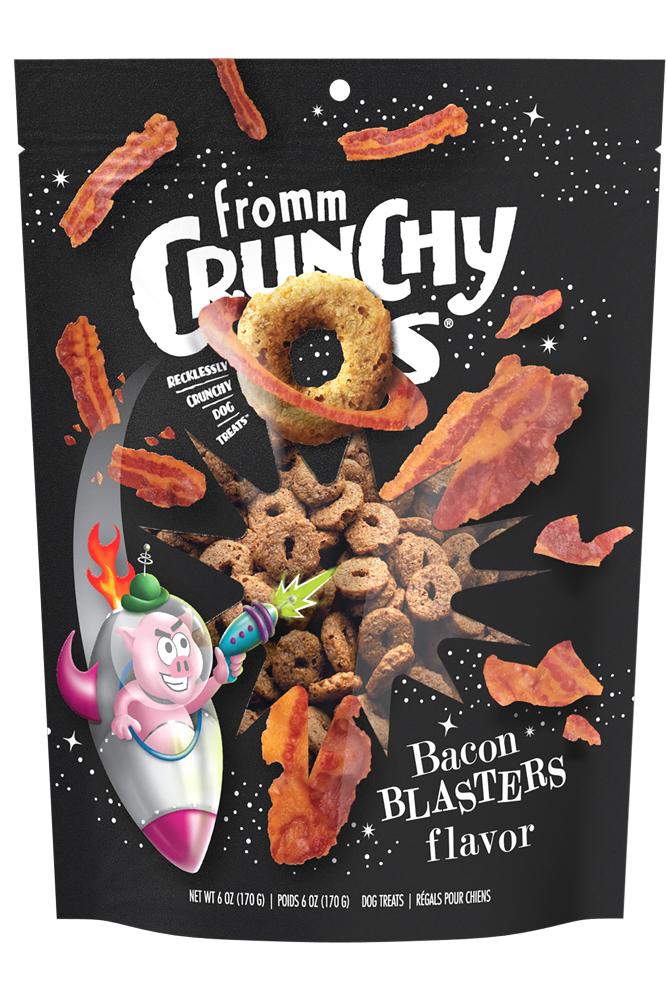 fromm
CRUNCHY
OS®
RECKLESSLY
CRUNCHY
DOG
TREATS™
Bacon
BLASTERS
flavor
NET WT 6 OZ (170 G) | POIDS 6 OZ (170 G) DOG TREATS | RÉGALS POUR CHIENS